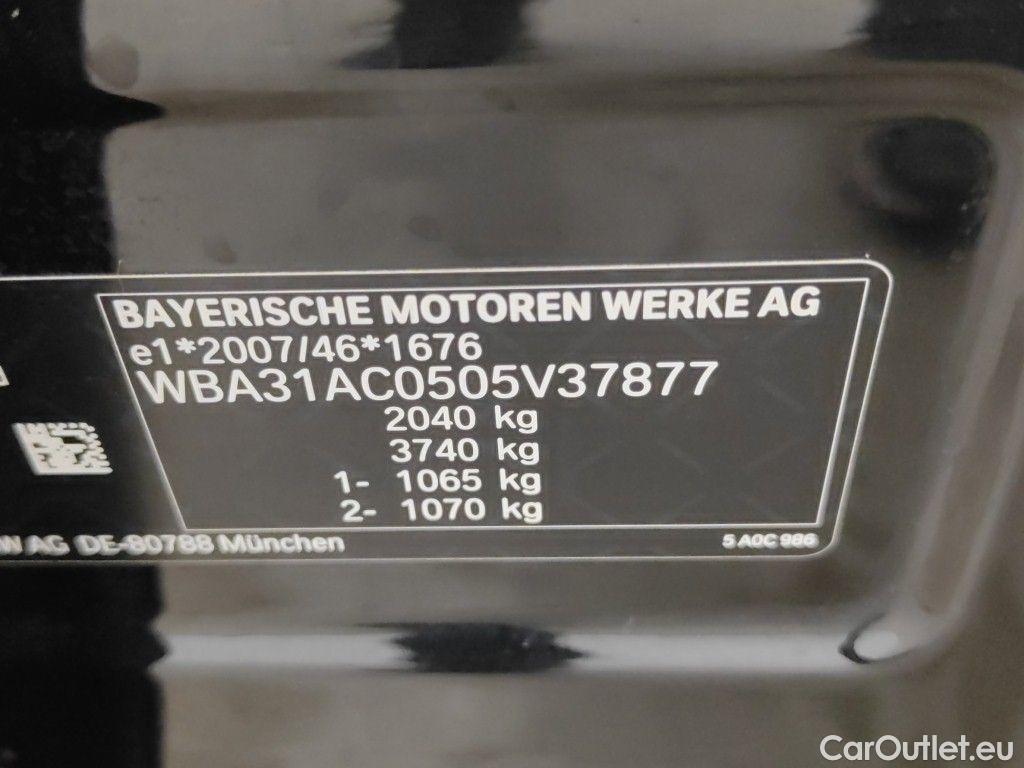 BAYERISCHE MOTOREN WERKE AG
e1*2007/46*1676
WBA31AC0505V37877
2040 kg
3740 kg
1- 1065 kg
2- 1070 kg
AG DE-80788 München
5 A0C 986
CarOutlet.eu